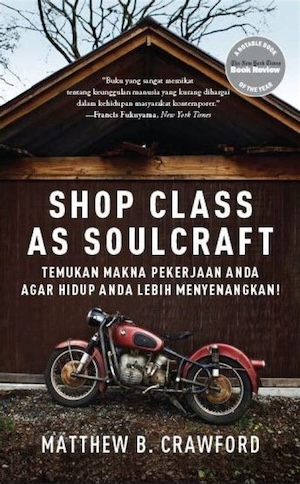 A NOTABLE BOOK
The New York Times
Book Review
OF THE YEAR
"Buku yang sangat memikat
tentang keunggulan manusia yang kurang dihargai
dalam kehidupan masyarakat kontemporer."
—Francis Fukuyama, New York Times
SHOP CLASS
AS SOULCRAFT
TEMUKAN MAKNA PEKERJAAN ANDA
AGAR HIDUP ANDA LEBIH MENYENANGKAN!
MATTHEW B. CRAWFORD